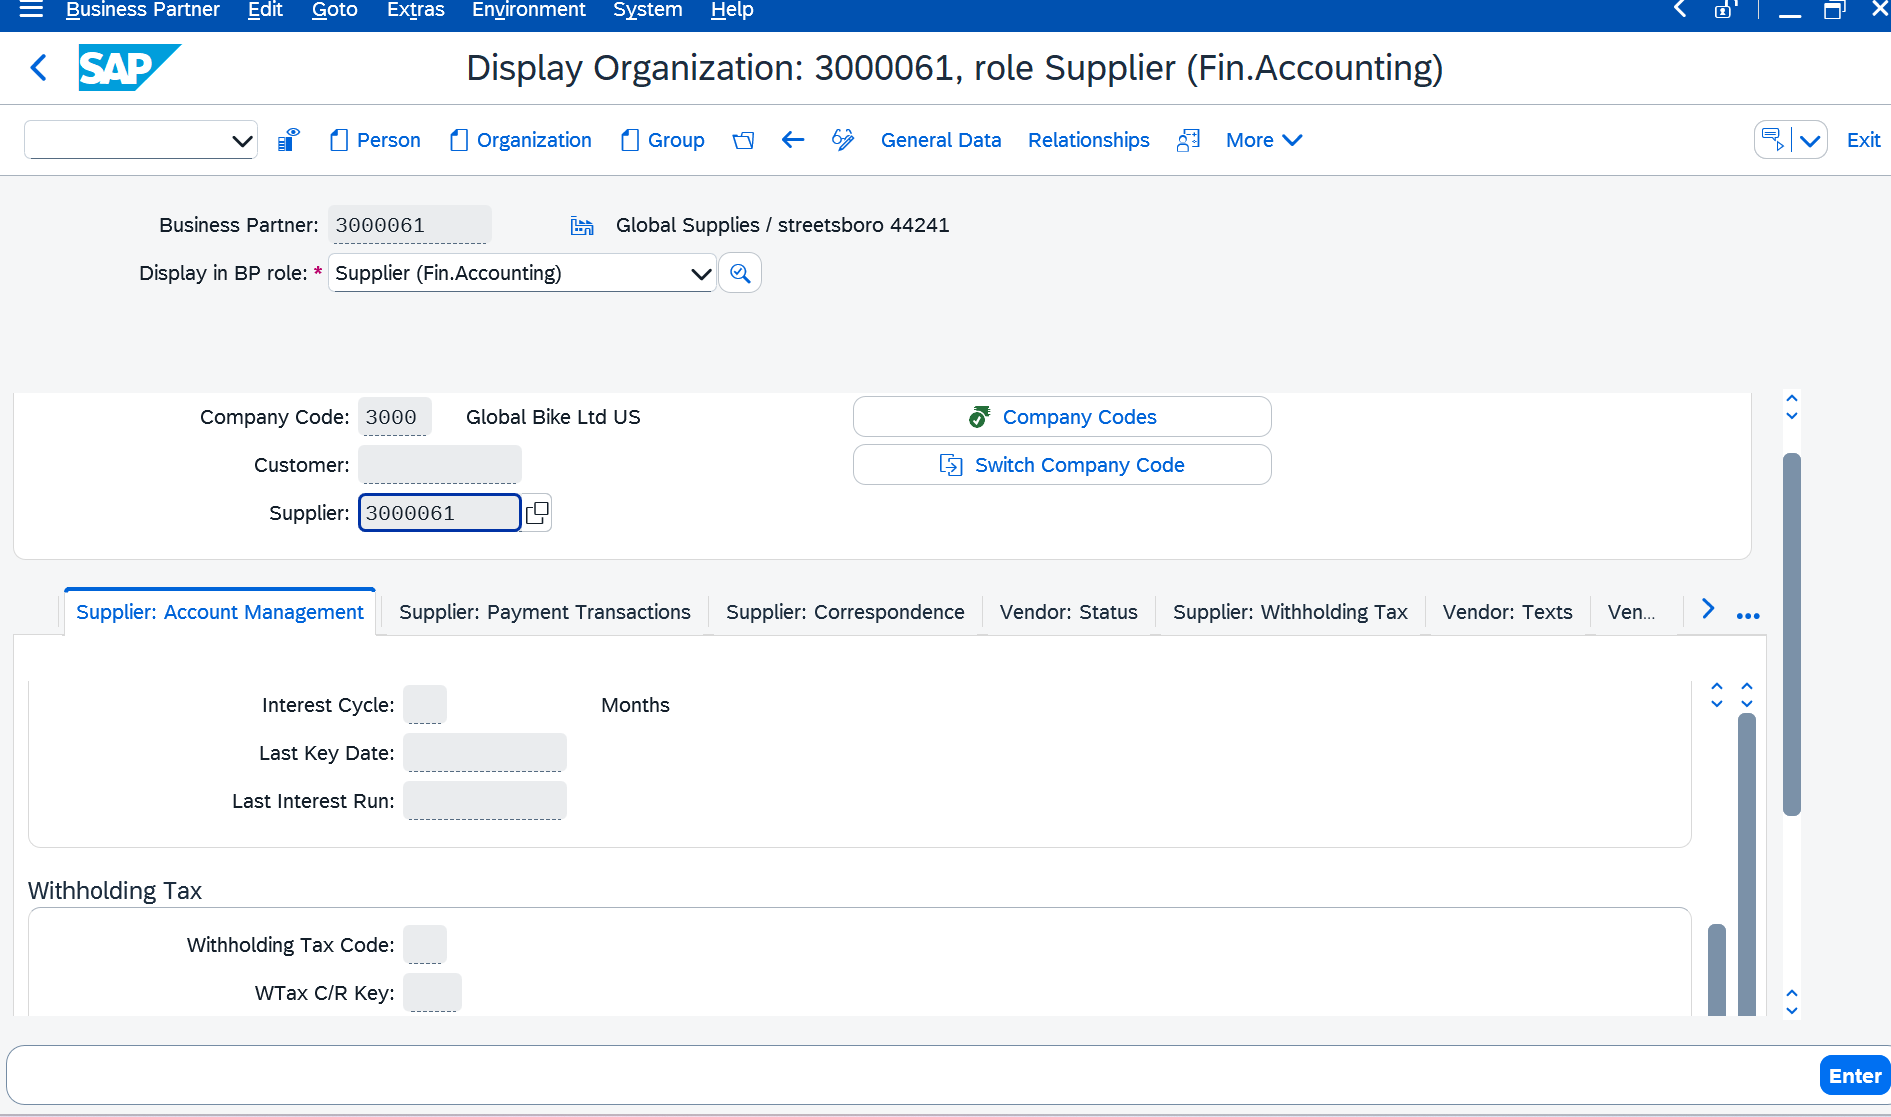 Business Partner Edit Goto Extras Environment System Help
SAP Display Organization: 3000061, role Supplier (Fin.Accounting)
Person Organization Group General Data Relationships More Exit
Business Partner: 3000061 Global Supplies / streetsboro 44241
Display in BP role: * Supplier (Fin.Accounting)
Company Code: 3000 Global Bike Ltd US Company Codes
Customer: Switch Company Code
Supplier: 3000061
Supplier: Account Management Supplier: Payment Transactions Supplier: Correspondence Vendor: Status Supplier: Withholding Tax Vendor: Texts Ven...
Interest Cycle: Months
Last Key Date:
Last Interest Run:
Withholding Tax
Withholding Tax Code:
WTax C/R Key:
Enter